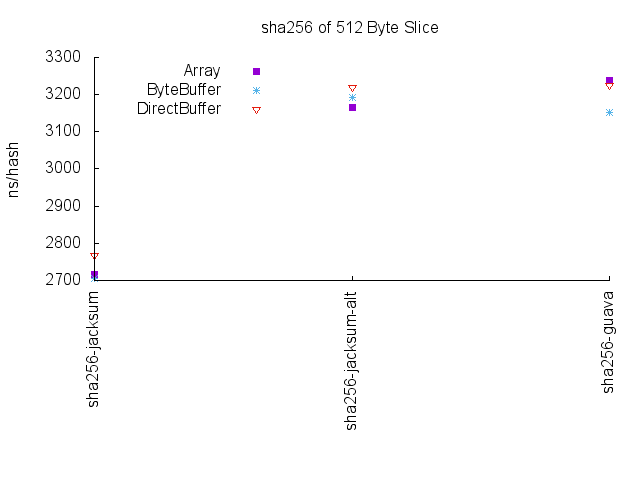 sha256 of 512 Byte Slice
3300
3200
3100
3000
2900
2800
2700
ns/hash
Array
ByteBuffer
DirectBuffer
sha256-jacksum
sha256-jacksum-alt
sha256-guava